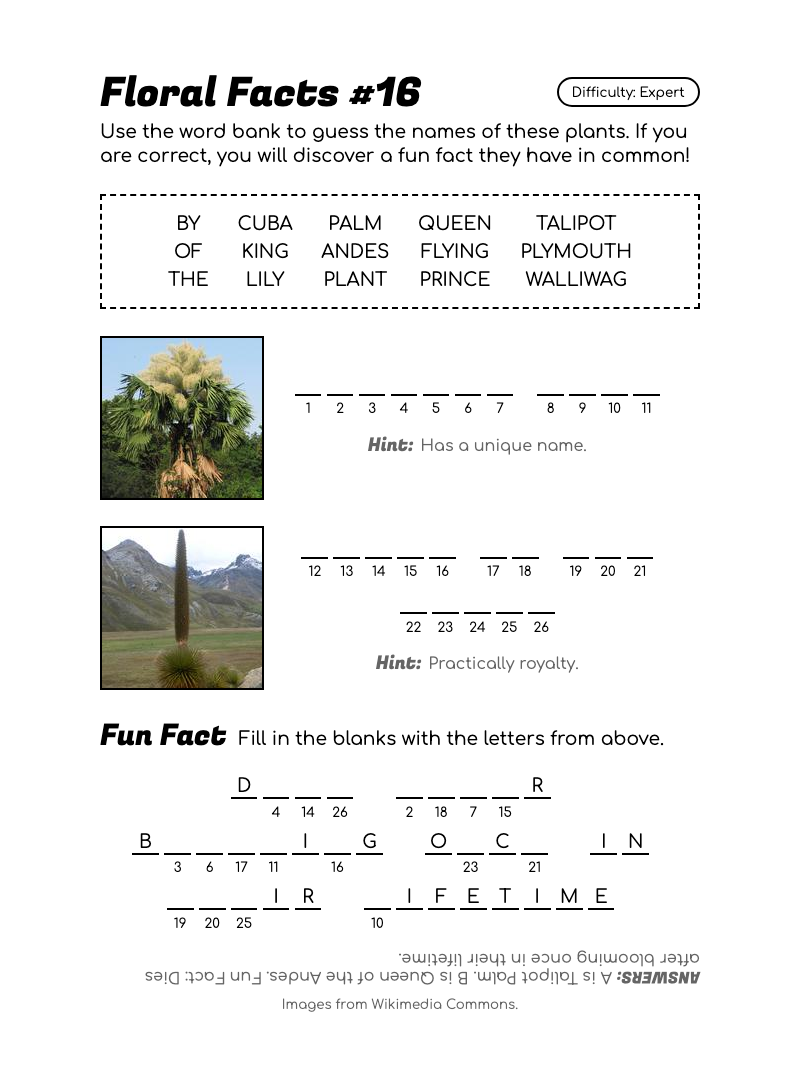 Floral Facts #16
Difficulty: Expert
Use the word bank to guess the names of these plants. If you
are correct, you will discover a fun fact they have in common!
BY CUBA PALM QUEEN TALIPOT
OF KING ANDES FLYING PLYMOUTH
THE LILY PLANT PRINCE WALLIWAG
1 2 3 4 5 6 7 8 9 10 11
Hint: Has a unique name.
12 13 14 15 16 17 18 19 20 21
22 23 24 25 26
Hint: Practically royalty.
Fun Fact Fill in the blanks with the letters from above.
D R
4 14 26 2 18 7 15
B I G O C I N
3 6 17 11 16 23 21
I R I F E T I M E
19 20 25 10
ANSWERS: A is Talipot Palm. B is Queen of the Andes. Fun Fact: Dies
after blooming once in their lifetime.
Images from Wikimedia Commons.